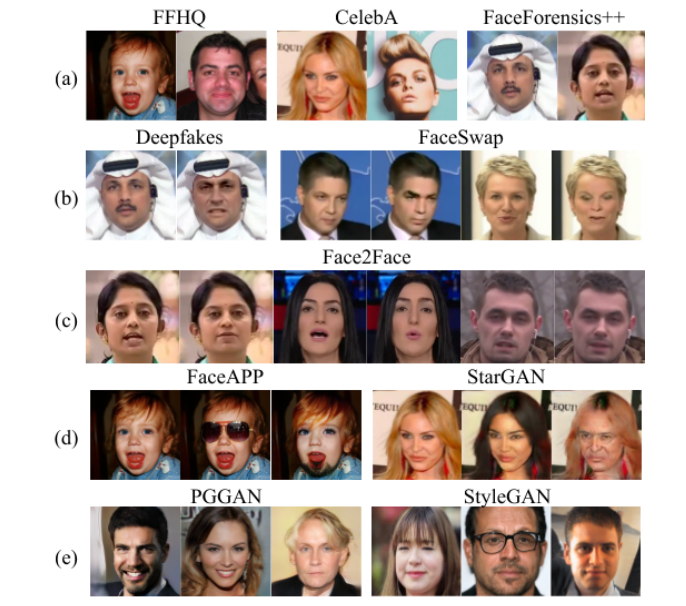 FFHQ CelebA FaceForensics++
(a)
Deepfakes FaceSwap
(b)
Face2Face
(c)
FaceAPP StarGAN
(d)
PGGAN StyleGAN
(e)